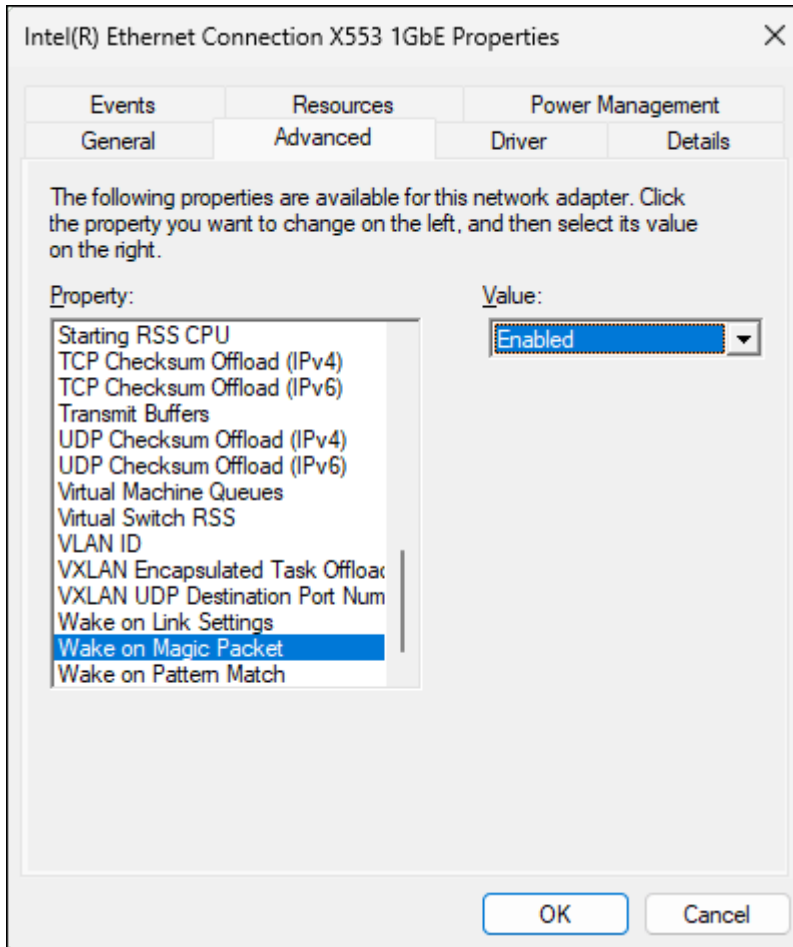 Intel(R) Ethernet Connection X553 1GbE Properties
Events Resources Power Management
General Advanced Driver Details
The following properties are available for this network adapter. Click
the property you want to change on the left, and then select its value
on the right.
Property: Value:
Starting RSS CPU Enabled
TCP Checksum Offload (IPv4)
TCP Checksum Offload (IPv6)
Transmit Buffers
UDP Checksum Offload (IPv4)
UDP Checksum Offload (IPv6)
Virtual Machine Queues
Virtual Switch RSS
VLAN ID
VXLAN Encapsulated Task Offload
VXLAN UDP Destination Port Num
Wake on Link Settings
Wake on Magic Packet
Wake on Pattern Match
OK Cancel